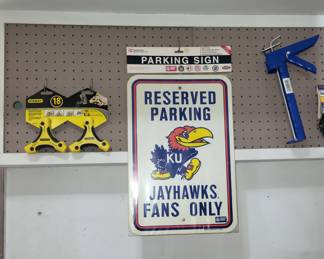 18
PARKING SIGN
RESERVED
PARKING
KU
JAYHAWKS
FANS ONLY